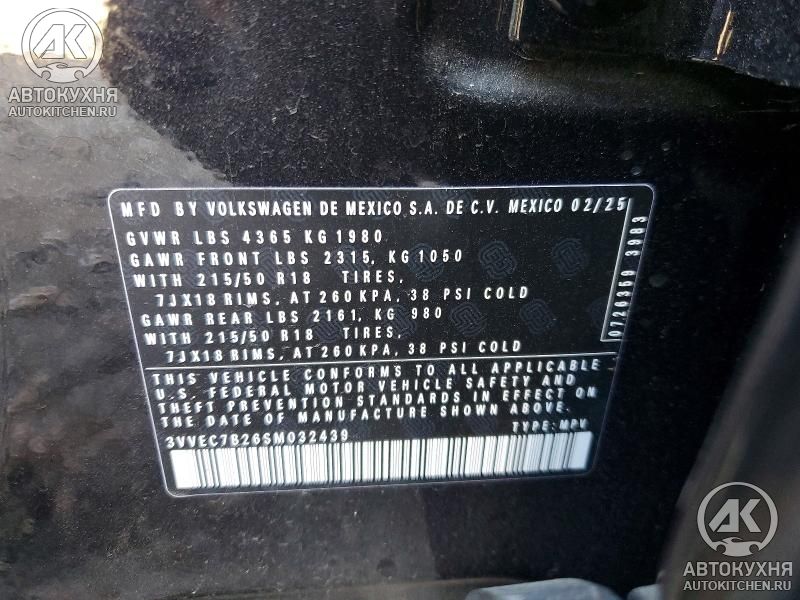 АК
АВТОКУХНЯ
AUTOKITCHEN.RU
MFD BY VOLKSWAGEN DE MEXICO S.A. DE C.V. MEXICO 02/25
GVWR LBS 4365 KG 1980
GAWR FRONT LBS 2315, KG 1050
WITH 215/50 R18 TIRES,
7JX18 RIMS, AT 260 KPA, 38 PSI COLD
GAWR REAR LBS 2161, KG 980
WITH 215/50 R18 TIRES,
7JX18 RIMS, AT 260 KPA, 38 PSI COLD
0726359 3983
THIS VEHICLE CONFORMS TO ALL APPLICABLE
U.S. FEDERAL MOTOR VEHICLE SAFETY AND
THEFT PREVENTION STANDARDS IN EFFECT ON
DATE OF MANUFACTURE SHOWN ABOVE.
3VVEC7B26SM032439 TYPE: MPV
АК
АВТОКУХНЯ
AUTOKITCHEN.RU